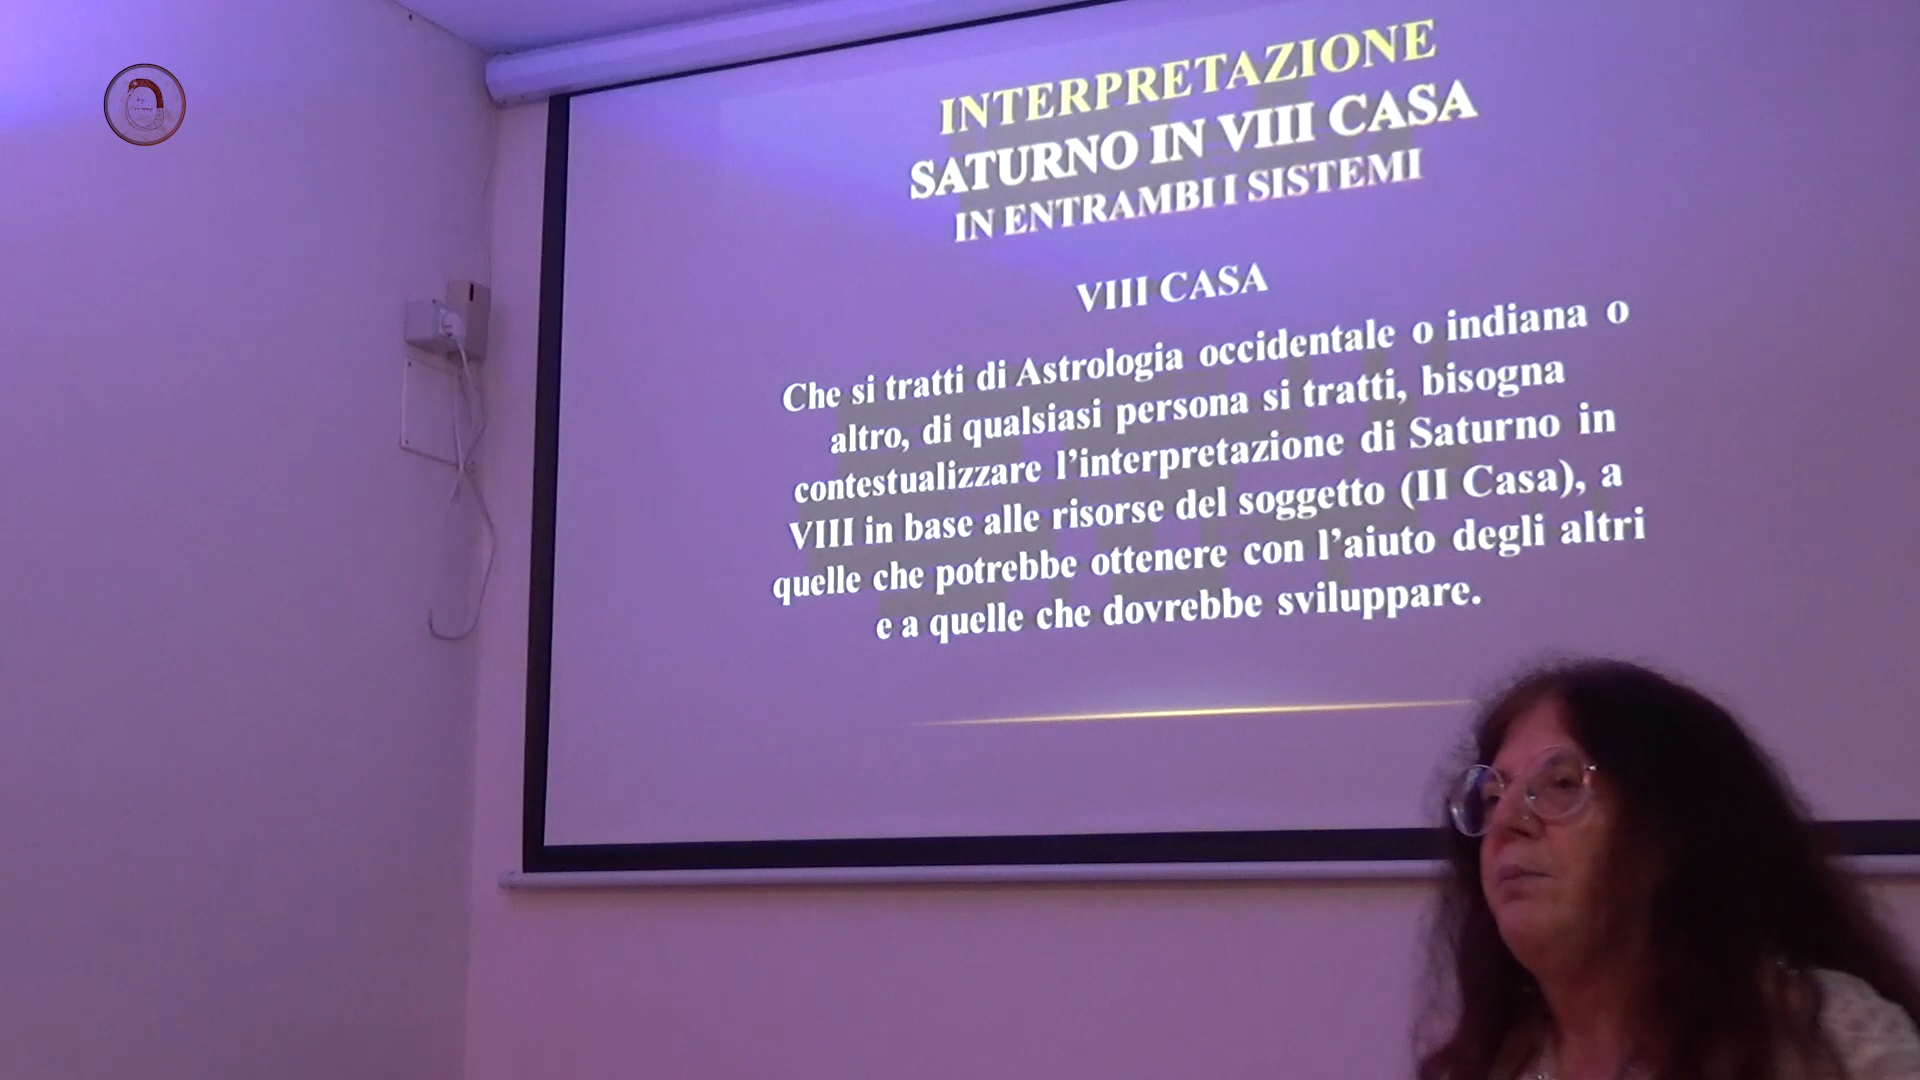 INTERPRETAZIONE
SATURNO IN VIII CASA
IN ENTRAMBI I SISTEMI
VIII CASA
Che si tratti di Astrologia occidentale o indiana o
altro, di qualsiasi persona si tratti, bisogna
contestualizzare l’interpretazione di Saturno in
VIII in base alle risorse del soggetto (II Casa), a
quelle che potrebbe ottenere con l’aiuto degli altri
e a quelle che dovrebbe sviluppare.